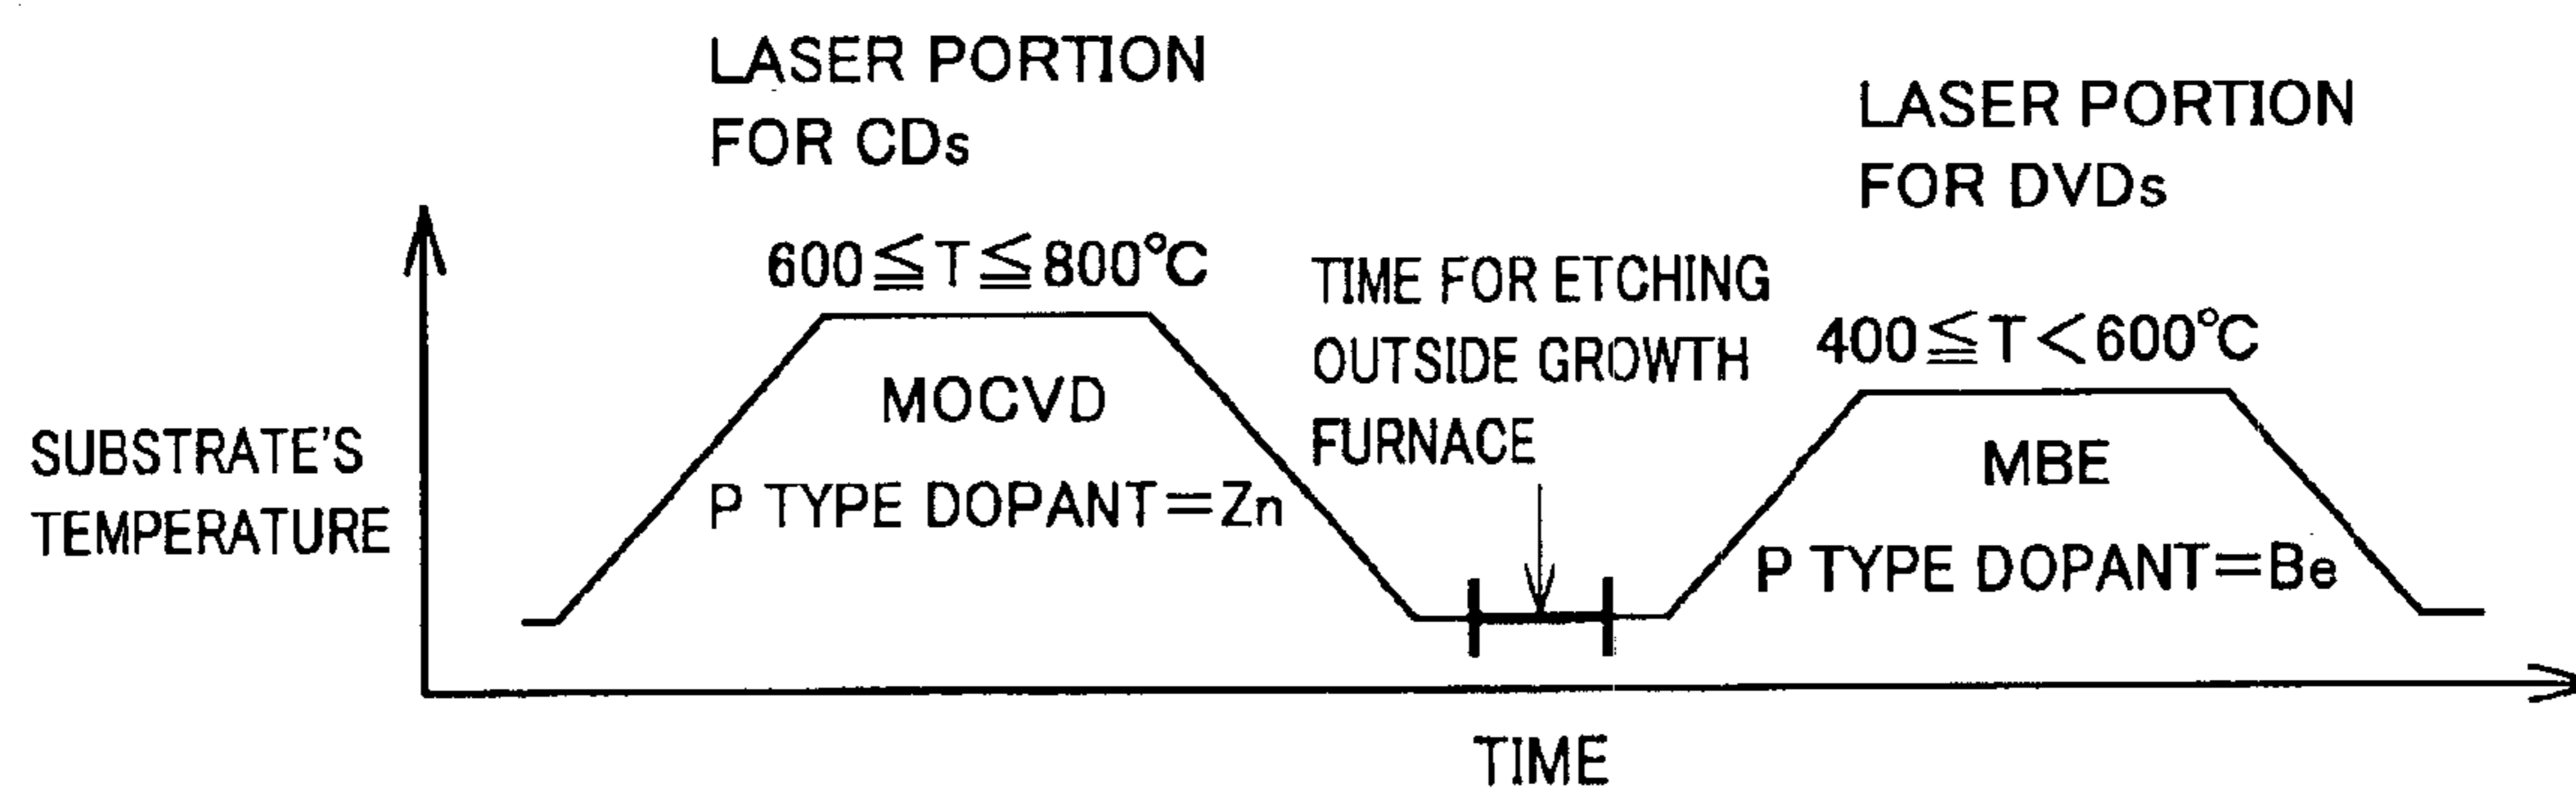 LASER PORTION
FOR CDs
600≦T≦800℃
MOCVD
P TYPE DOPANT=Zn
TIME FOR ETCHING
OUTSIDE GROWTH
FURNACE
LASER PORTION
FOR DVDs
400≦T<600℃
MBE
P TYPE DOPANT=Be
SUBSTRATE'S
TEMPERATURE
TIME